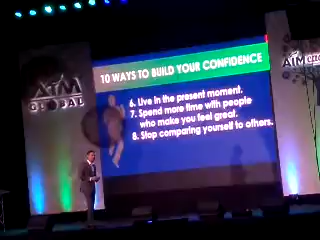 10 WAYS TO BUILD YOUR CONFIDENCE
6. Live in the present moment.
7. Spend more time with people
who make you feel great.
8. Stop comparing yourself to others.
AIM
GLOBAL
AIM